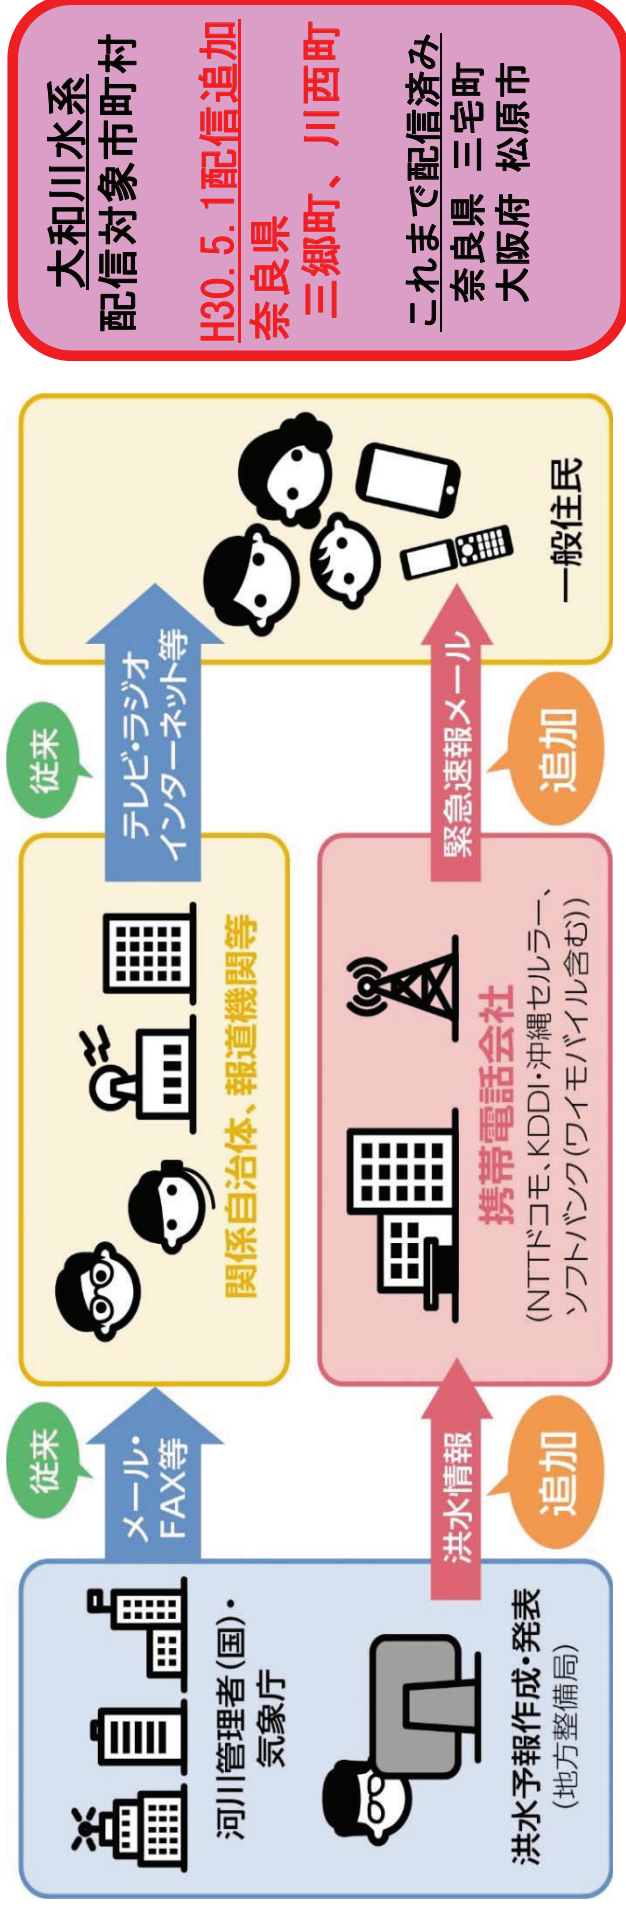 河川管理者(国)・
気象庁
洪水予報作成・発表
(地方整備局)
従来
メール・
FAX等
洪水情報
追加
関係自治体、報道機関等
携帯電話会社
(NTTドコモ、KDDI・沖縄セルラー、
ソフトバンク(ワイモバイル含む))
従来
テレビ・ラジオ
インターネット等
緊急速報メール
追加
一般住民
大和川水系
配信対象市町村
H30.5.1配信追加
奈良県
三郷町、川西町
これまで配信済み
奈良県 三宅町
大阪府 松原市